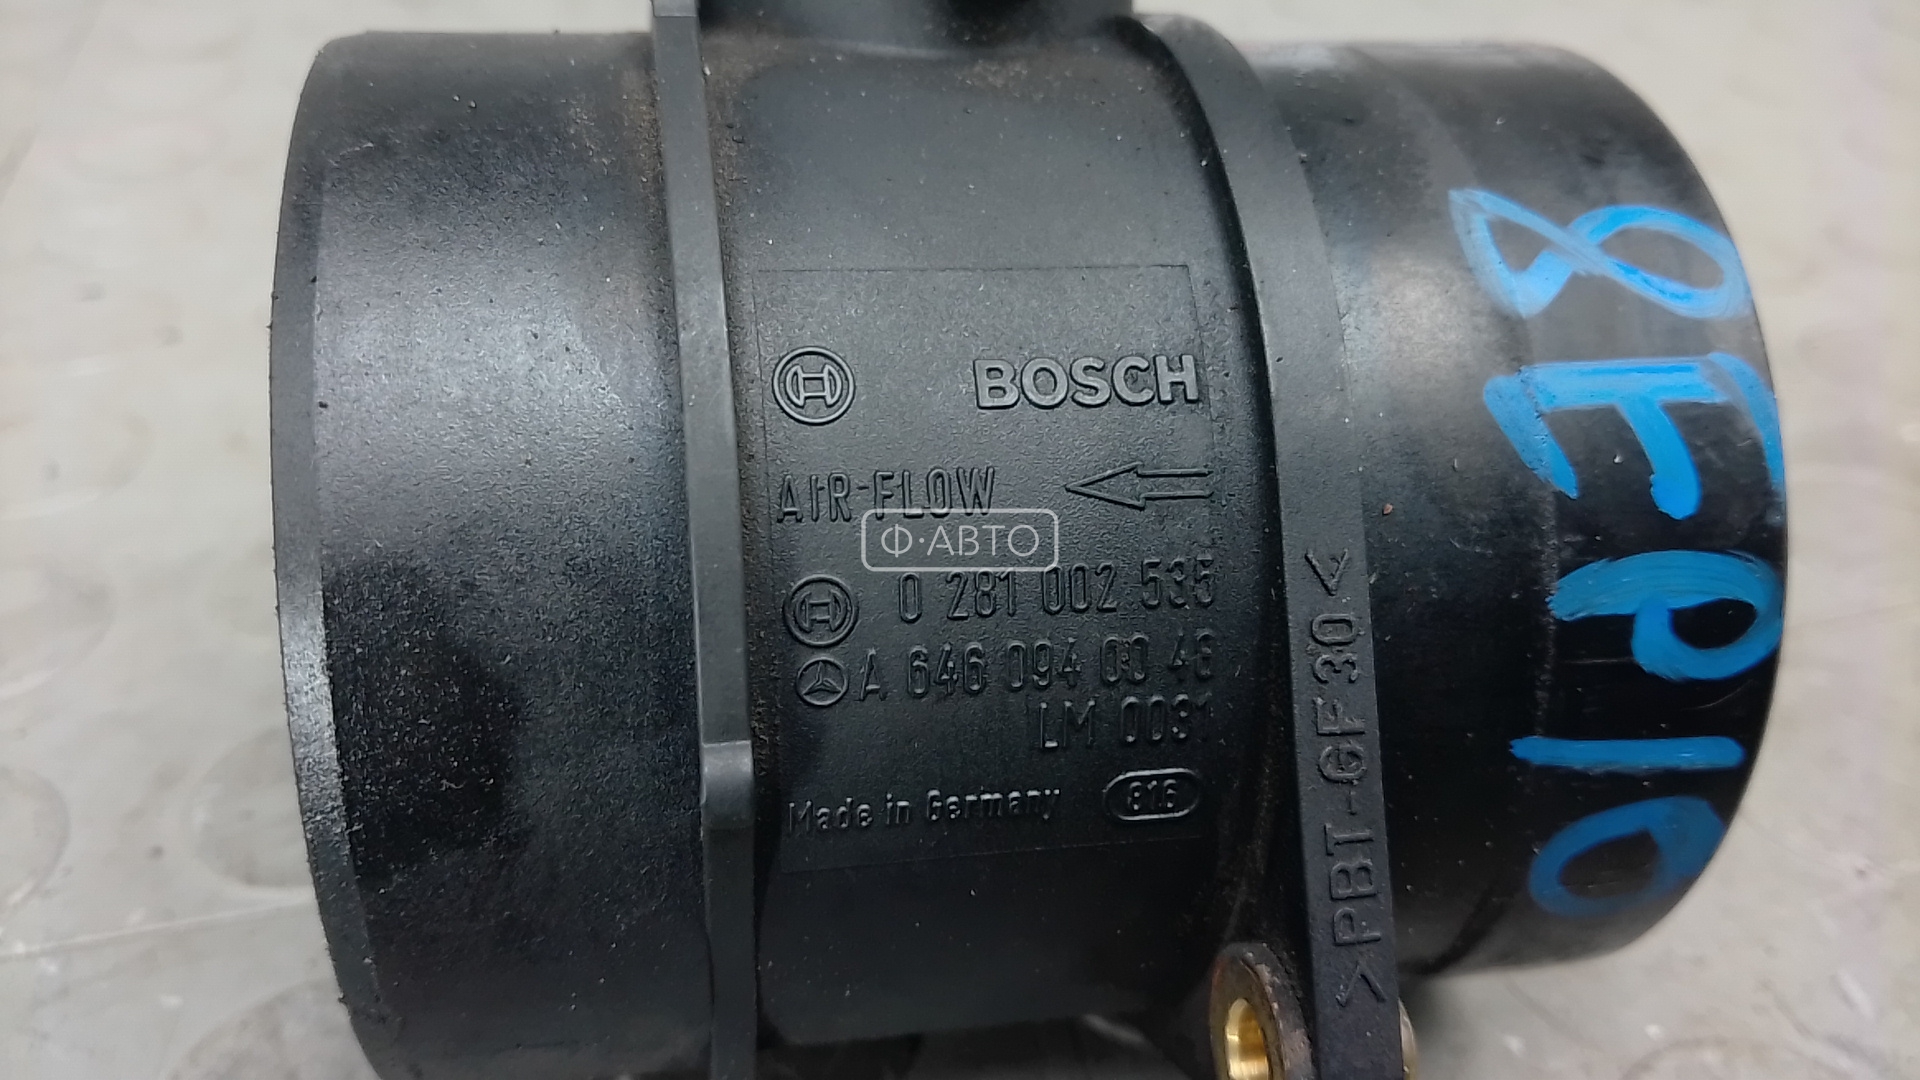 BOSCH
AIR-FLOW
Ф·АВТО
0 281 002 535
A 646 094 00 48
LM 0031
Made in Germany 816
>PBT-GF30<
8EP10